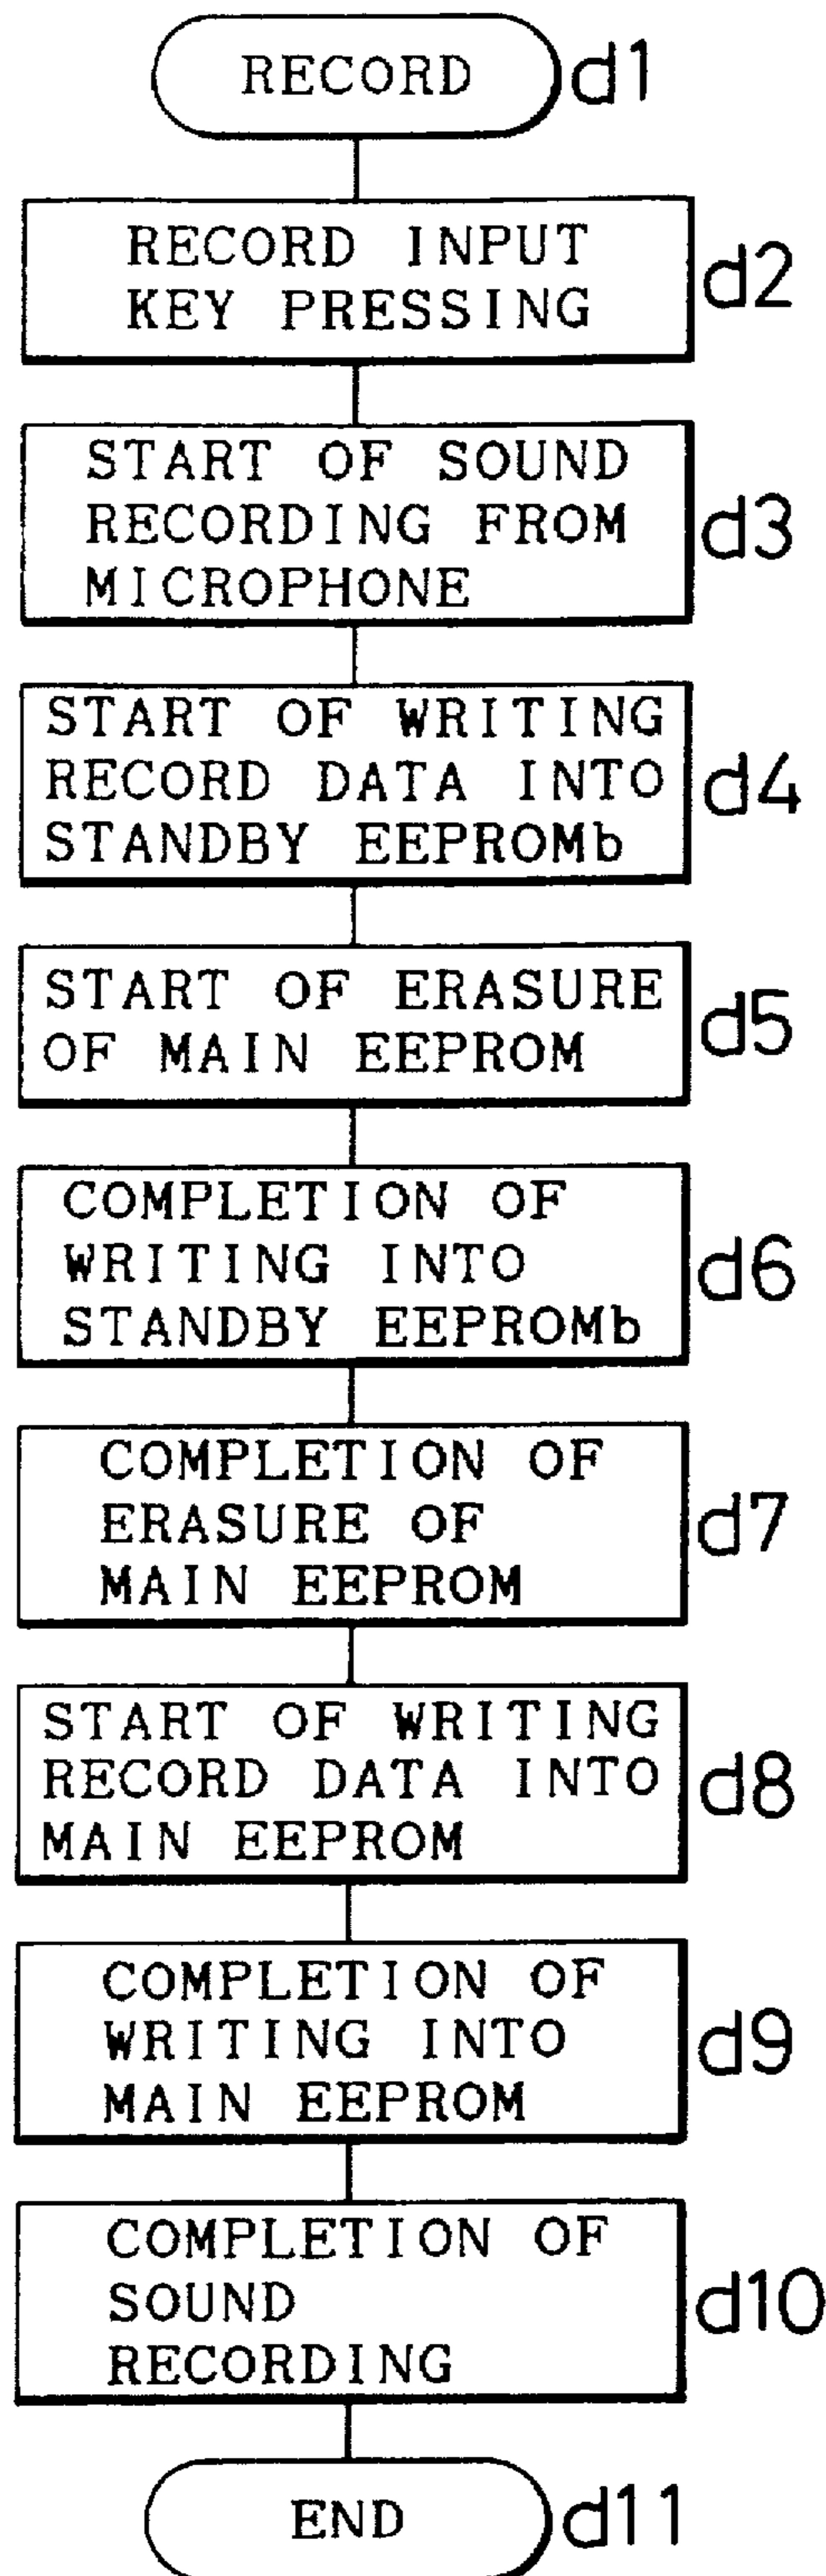 RECORD d1
RECORD INPUT
KEY PRESSING
d2
START OF SOUND
RECORDING FROM
MICROPHONE
d3
START OF WRITING
RECORD DATA INTO
STANDBY EEPROMb
d4
START OF ERASURE
OF MAIN EEPROM
d5
COMPLETION OF
WRITING INTO
STANDBY EEPROMb
d6
COMPLETION OF
ERASURE OF
MAIN EEPROM
d7
START OF WRITING
RECORD DATA INTO
MAIN EEPROM
d8
COMPLETION OF
WRITING INTO
MAIN EEPROM
d9
COMPLETION OF
SOUND
RECORDING
d10
END d11